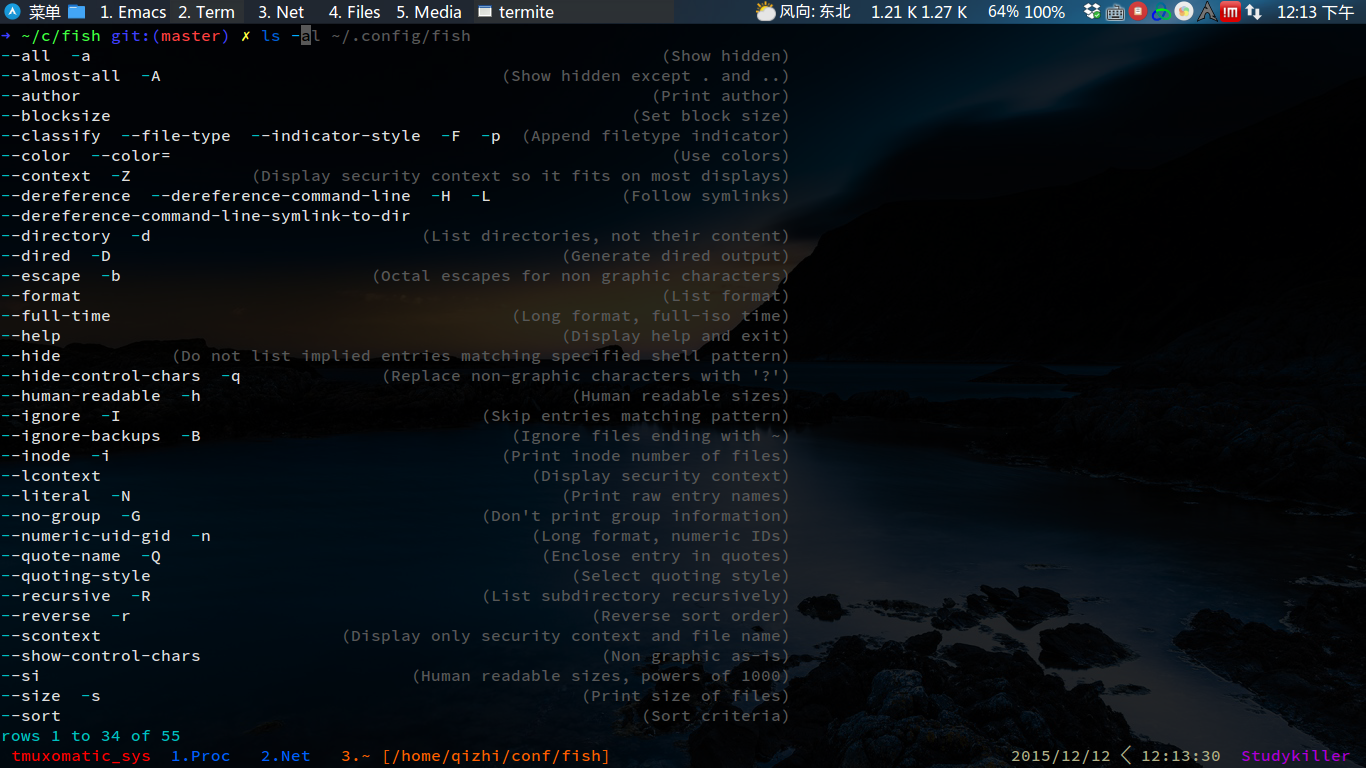 菜单 1. Emacs 2. Term 3. Net 4. Files 5. Media termite 风向: 东北 1.21 K 1.27 K 64% 100% !M 12:13 下午
➜ ~/c/fish git:(master) ✗ ls -al ~/.config/fish
--all -a (Show hidden)
--almost-all -A (Show hidden except . and ..)
--author (Print author)
--blocksize (Set block size)
--classify --file-type --indicator-style -F -p (Append filetype indicator)
--color --color= (Use colors)
--context -Z (Display security context so it fits on most displays)
--dereference --dereference-command-line -H -L (Follow symlinks)
--dereference-command-line-symlink-to-dir
--directory -d (List directories, not their content)
--dired -D (Generate dired output)
--escape -b (Octal escapes for non graphic characters)
--format (List format)
--full-time (Long format, full-iso time)
--help (Display help and exit)
--hide (Do not list implied entries matching specified shell pattern)
--hide-control-chars -q (Replace non-graphic characters with '?')
--human-readable -h (Human readable sizes)
--ignore -I (Skip entries matching pattern)
--ignore-backups -B (Ignore files ending with ~)
--inode -i (Print inode number of files)
--lcontext (Display security context)
--literal -N (Print raw entry names)
--no-group -G (Don't print group information)
--numeric-uid-gid -n (Long format, numeric IDs)
--quote-name -Q (Enclose entry in quotes)
--quoting-style (Select quoting style)
--recursive -R (List subdirectory recursively)
--reverse -r (Reverse sort order)
--scontext (Display only security context and file name)
--show-control-chars (Non graphic as-is)
--si (Human readable sizes, powers of 1000)
--size -s (Print size of files)
--sort (Sort criteria)
rows 1 to 34 of 55
tmuxomatic_sys 1.Proc 2.Net 3.~ [/home/qizhi/conf/fish] 2015/12/12 < 12:13:30 Studykiller